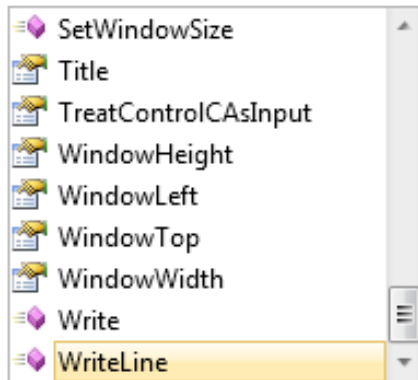 SetWindowSize
Title
TreatControlCAsInput
WindowHeight
WindowLeft
WindowTop
WindowWidth
Write
WriteLine